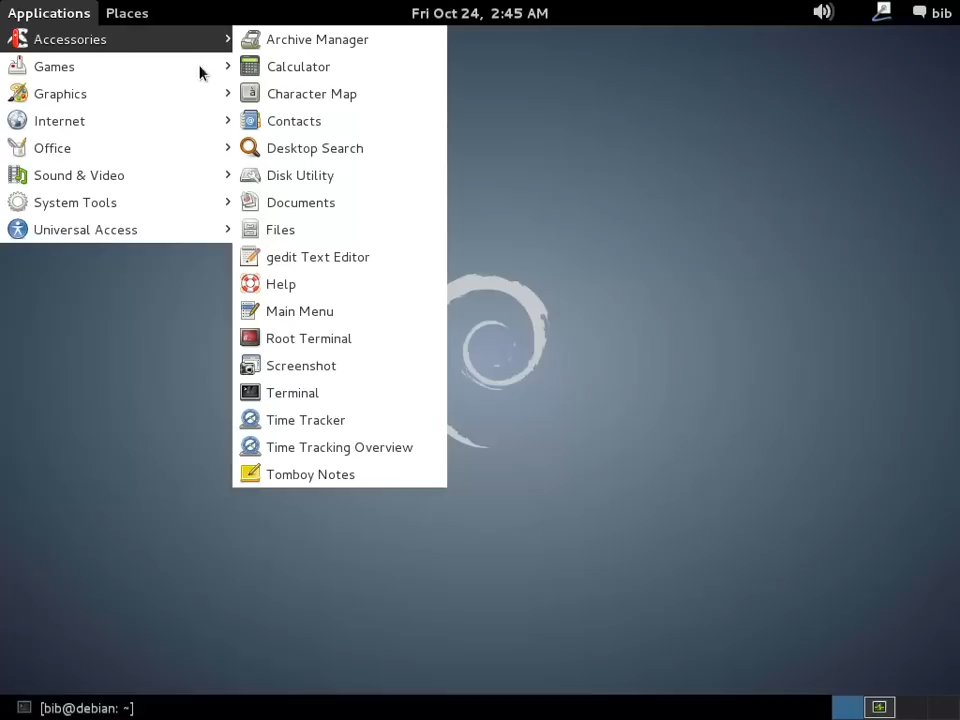 Applications Places Fri Oct 24, 2:45 AM bib
Accessories
Games
Graphics
Internet
Office
Sound & Video
System Tools
Universal Access
Archive Manager
Calculator
Character Map
Contacts
Desktop Search
Disk Utility
Documents
Files
gedit Text Editor
Help
Main Menu
Root Terminal
Screenshot
Terminal
Time Tracker
Time Tracking Overview
Tomboy Notes
[bib@debian: ~]